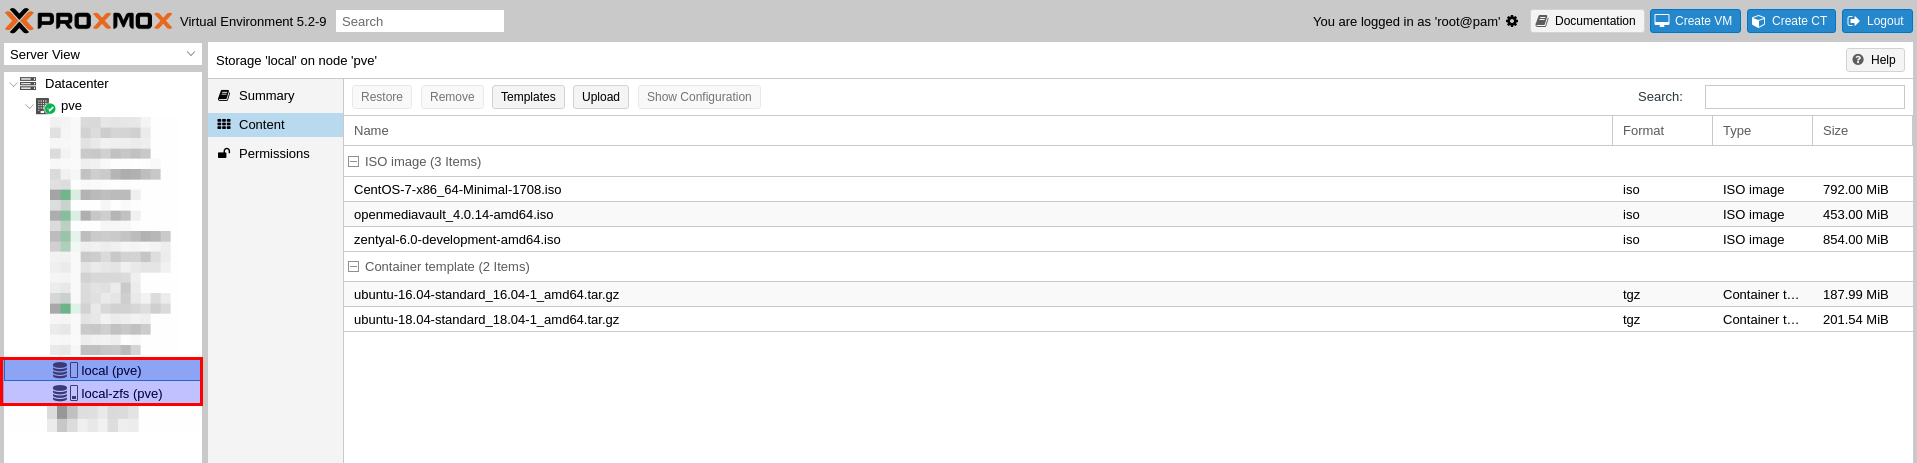 PROXMOX Virtual Environment 5.2-9 Search You are logged in as 'root@pam' Documentation Create VM Create CT Logout
Server View
Datacenter
pve
local (pve)
local-zfs (pve)
Storage 'local' on node 'pve' Help
Summary
Content
Permissions
Restore Remove Templates Upload Show Configuration Search:
Name Format Type Size
ISO image (3 Items)
CentOS-7-x86_64-Minimal-1708.iso iso ISO image 792.00 MiB
openmediavault_4.0.14-amd64.iso iso ISO image 453.00 MiB
zentyal-6.0-development-amd64.iso iso ISO image 854.00 MiB
Container template (2 Items)
ubuntu-16.04-standard_16.04-1_amd64.tar.gz tgz Container t... 187.99 MiB
ubuntu-18.04-standard_18.04-1_amd64.tar.gz tgz Container t... 201.54 MiB